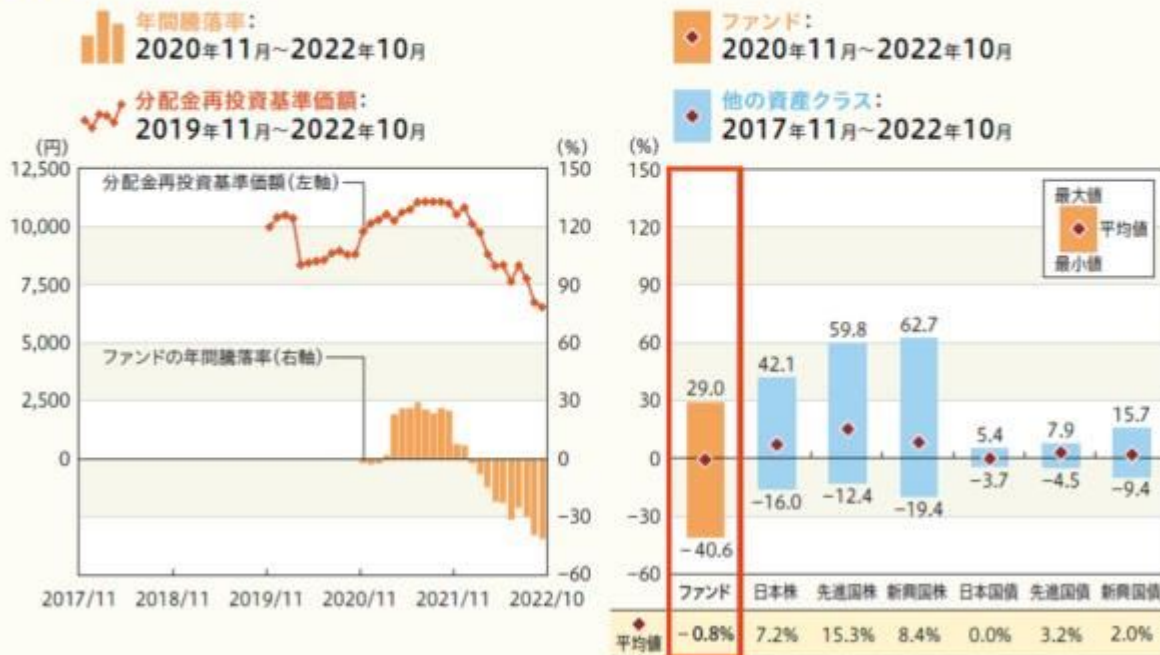 年間騰落率：
2020年11月～2022年10月
分配金再投資基準価額：
2019年11月～2022年10月
ファンド：
2020年11月～2022年10月
他の資産クラス：
2017年11月～2022年10月
(円)
(%)
12,500
10,000
7,500
5,000
2,500
0
150
120
90
60
30
0
−30
−60
分配金再投資基準価額(左軸)
ファンドの年間騰落率(右軸)
2017/11 2018/11 2019/11 2020/11 2021/11 2022/10
(%)
150
120
90
60
30
0
−30
−60
最大値
平均値
最小値
29.0 42.1 59.8 62.7 5.4 7.9 15.7
−40.6 −16.0 −12.4 −19.4 −3.7 −4.5 −9.4
ファンド 日本株 先進国株 新興国株 日本国債 先進国債 新興国債
平均値 −0.8% 7.2% 15.3% 8.4% 0.0% 3.2% 2.0%